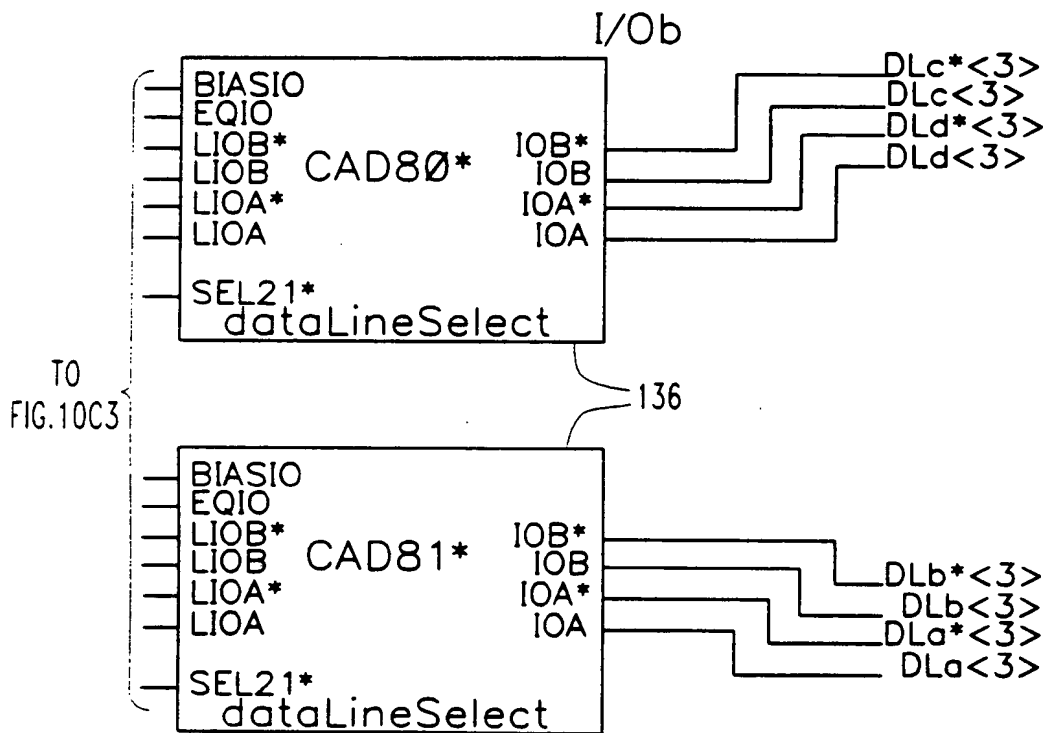 I/Ob
BIASIO
EQIO
LIOB*
LIOB
LIOA*
LIOA
SEL21*
CAD80*
dataLineSelect
IOB*
IOB
IOA*
IOA
DLc*<3>
DLc<3>
DLd*<3>
DLd<3>
TO
FIG.10C3
136
BIASIO
EQIO
LIOB*
LIOB
LIOA*
LIOA
SEL21*
CAD81*
dataLineSelect
IOB*
IOB
IOA*
IOA
DLb*<3>
DLb<3>
DLa*<3>
DLa<3>